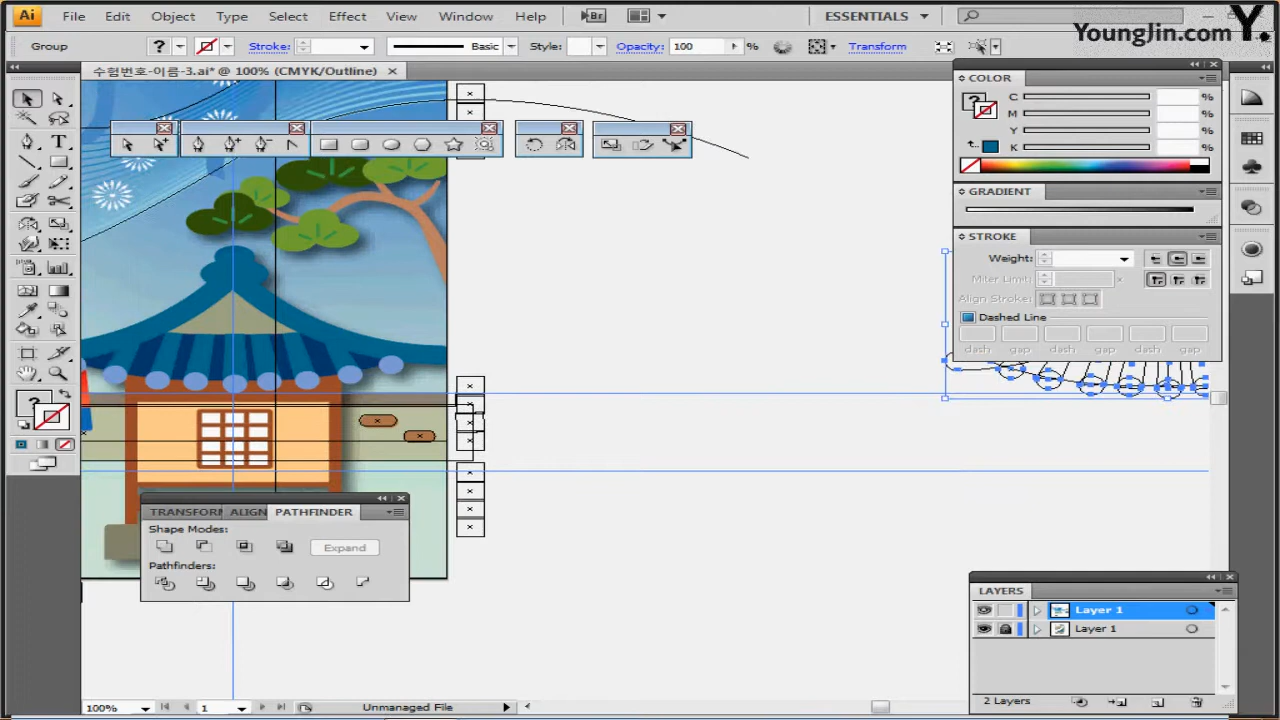 Ai File Edit Object Type Select Effect View Window Help Br ESSENTIALS
YoungJin.com Y.
Group ? Stroke: Basic Style: Opacity: 100 % Transform
수험번호-이름-3.ai* @ 100% (CMYK/Outline)
COLOR
C %
M %
Y %
K %
GRADIENT
STROKE
Weight:
Miter Limit:
Align Stroke:
Dashed Line
dash gap dash gap dash gap
TRANSFORM ALIGN PATHFINDER
Shape Modes:
Expand
Pathfinders:
LAYERS
Layer 1
Layer 1
2 Layers
100% 1 Unmanaged File